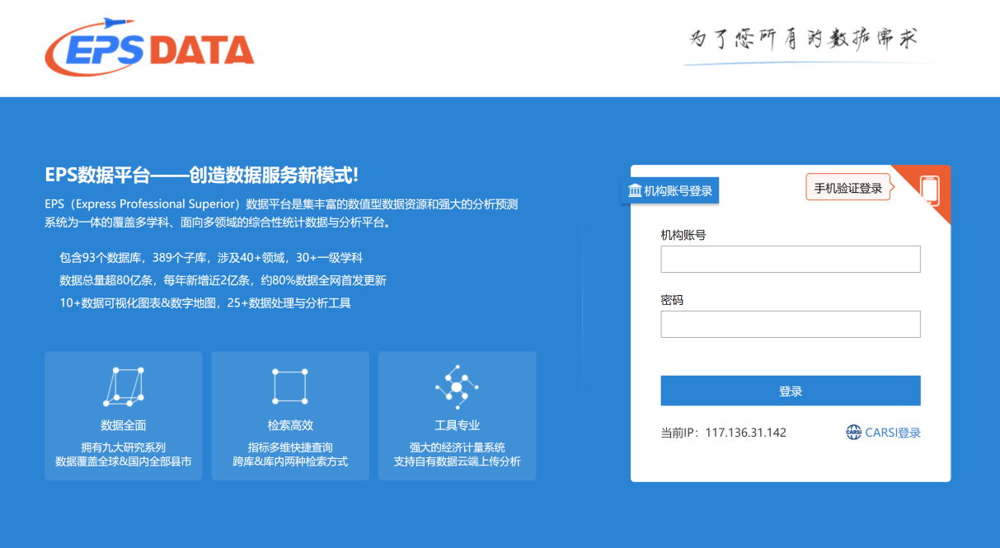 EPS DATA
为了您所有的数据需求
EPS数据平台——创造数据服务新模式!
EPS（Express Professional Superior）数据平台是集丰富的数值型数据资源和强大的分析预测
系统为一体的覆盖多学科、面向多领域的综合性统计数据与分析平台。
包含93个数据库，389个子库，涉及40+领域，30+一级学科
数据总量超80亿条，每年新增近2亿条，约80%数据全网首发更新
10+数据可视化图表&数字地图，25+数据处理与分析工具
数据全面
拥有九大研究系列
数据覆盖全球&国内全部县市
检索高效
指标多维快捷查询
跨库&库内两种检索方式
工具专业
强大的经济计量系统
支持自有数据云端上传分析
机构账号登录
手机验证登录
机构账号
密码
登录
当前IP：117.136.31.142
CARSI CARSI登录